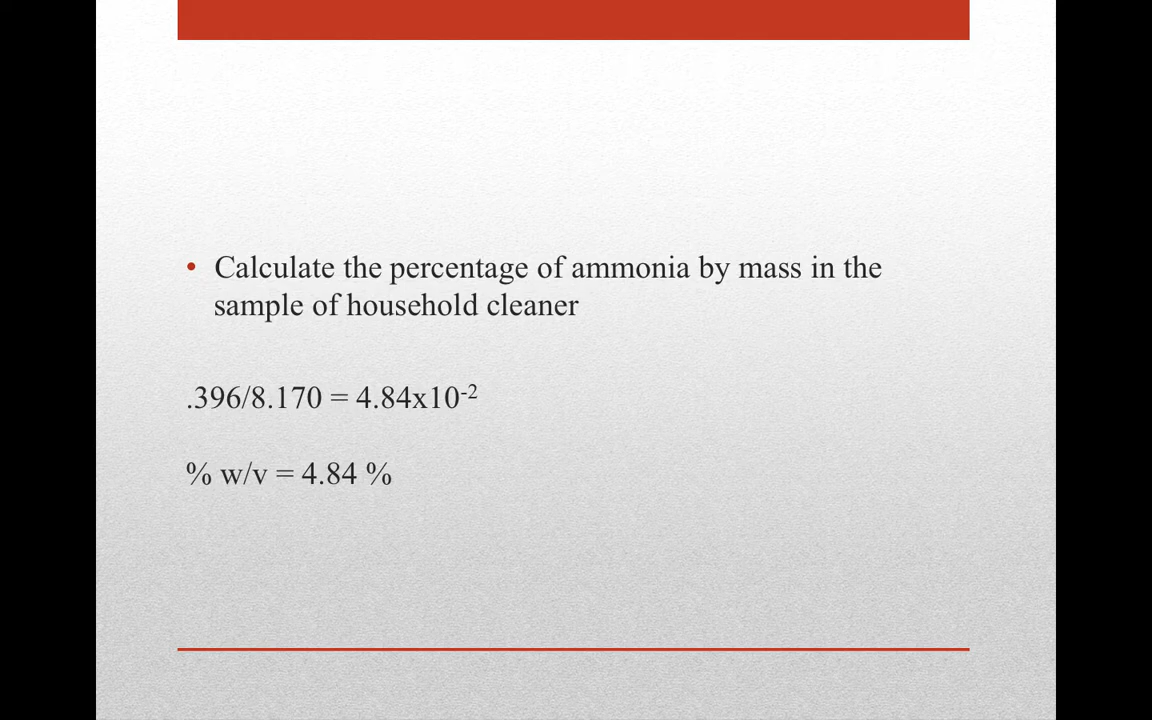 • Calculate the percentage of ammonia by mass in the
sample of household cleaner
.396/8.170 = 4.84x10⁻²
% w/v = 4.84 %